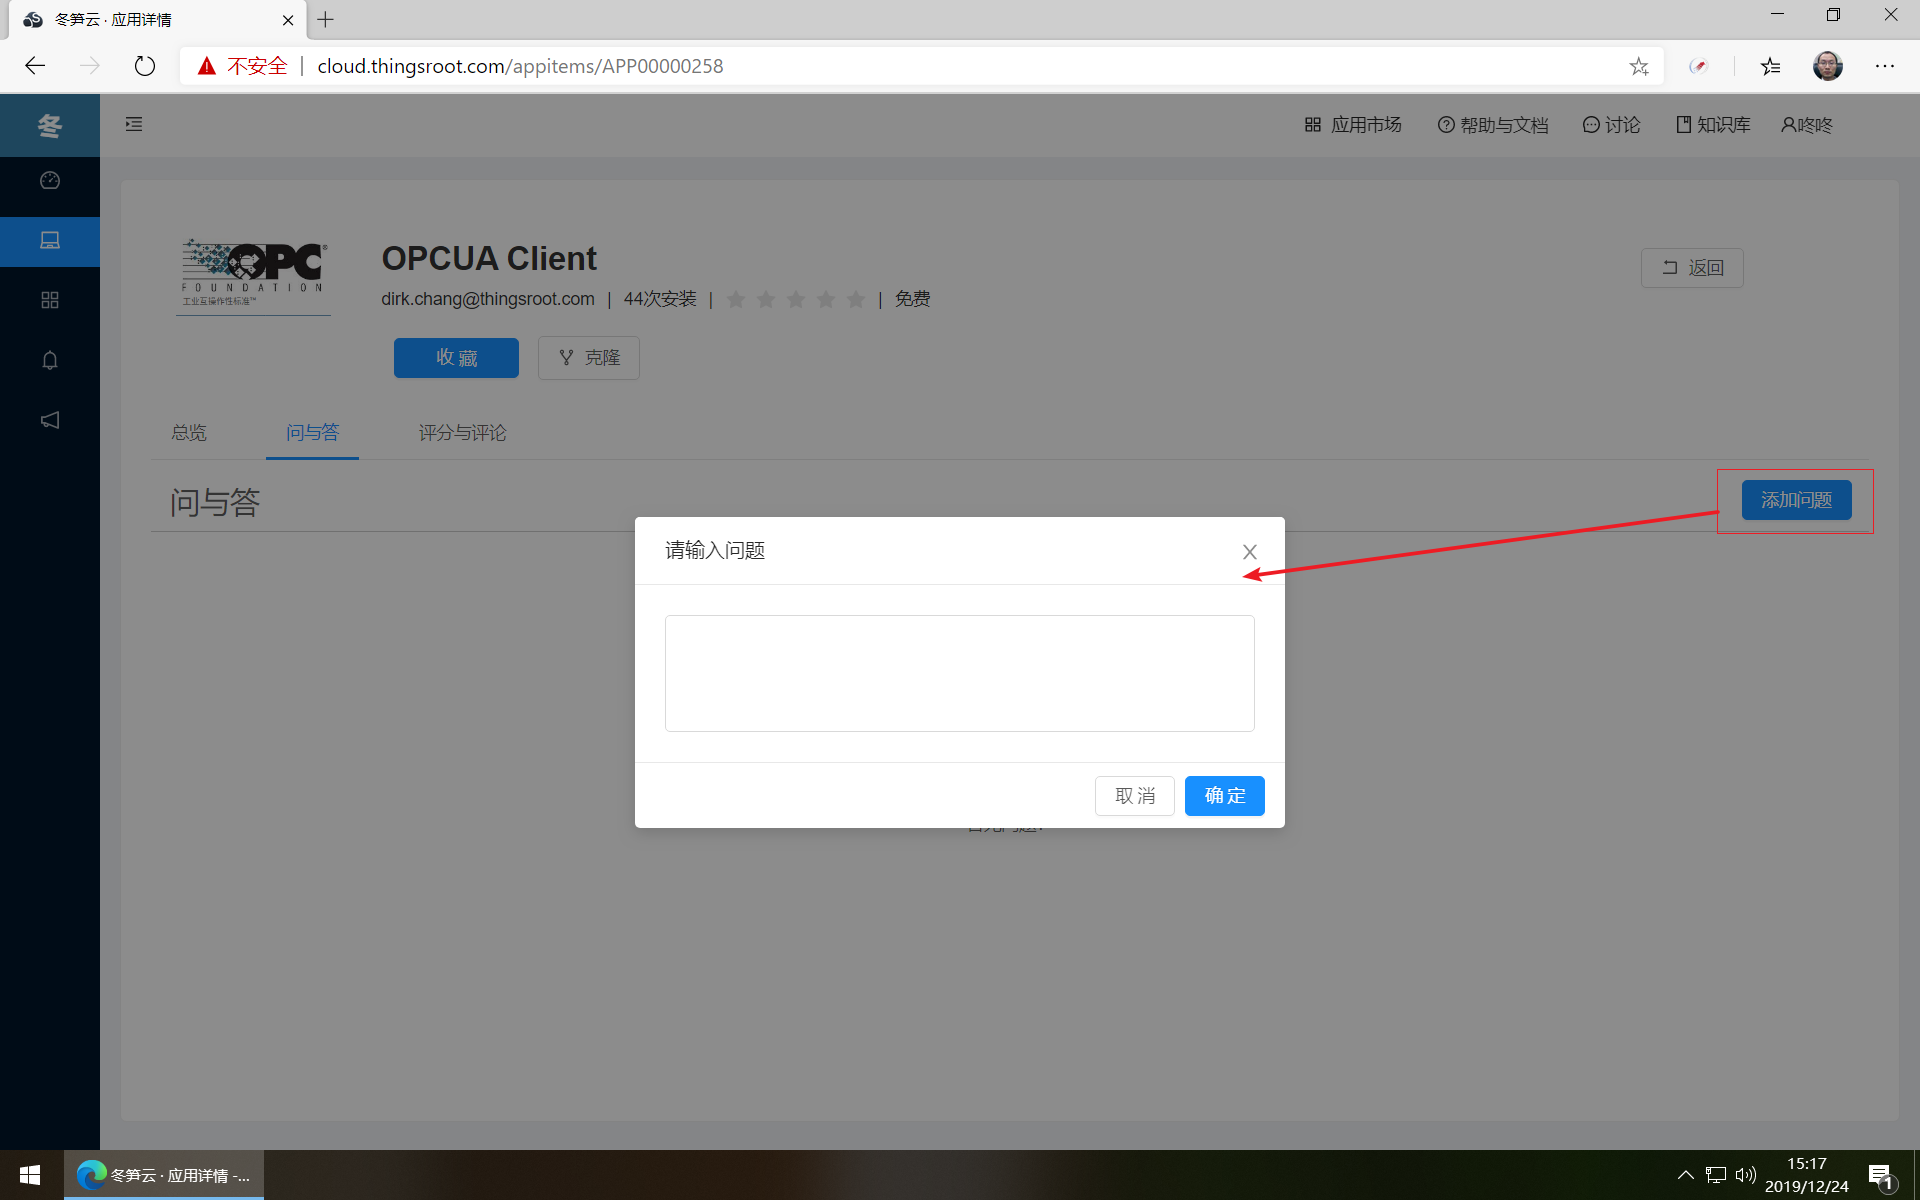 冬笋云 · 应用详情
不安全
cloud.thingsroot.com/appitems/APP00000258
冬
应用市场
帮助与文档
讨论
知识库
咚咚
OPC
FOUNDATION
工业互操作性标准™
OPCUA Client
dirk.chang@thingsroot.com | 44次安装 | | 免费
返回
收 藏
克隆
总览
问与答
评分与评论
问与答
添加问题
请输入问题
取 消
确 定
冬笋云 · 应用详情 -...
15:17
2019/12/24
1